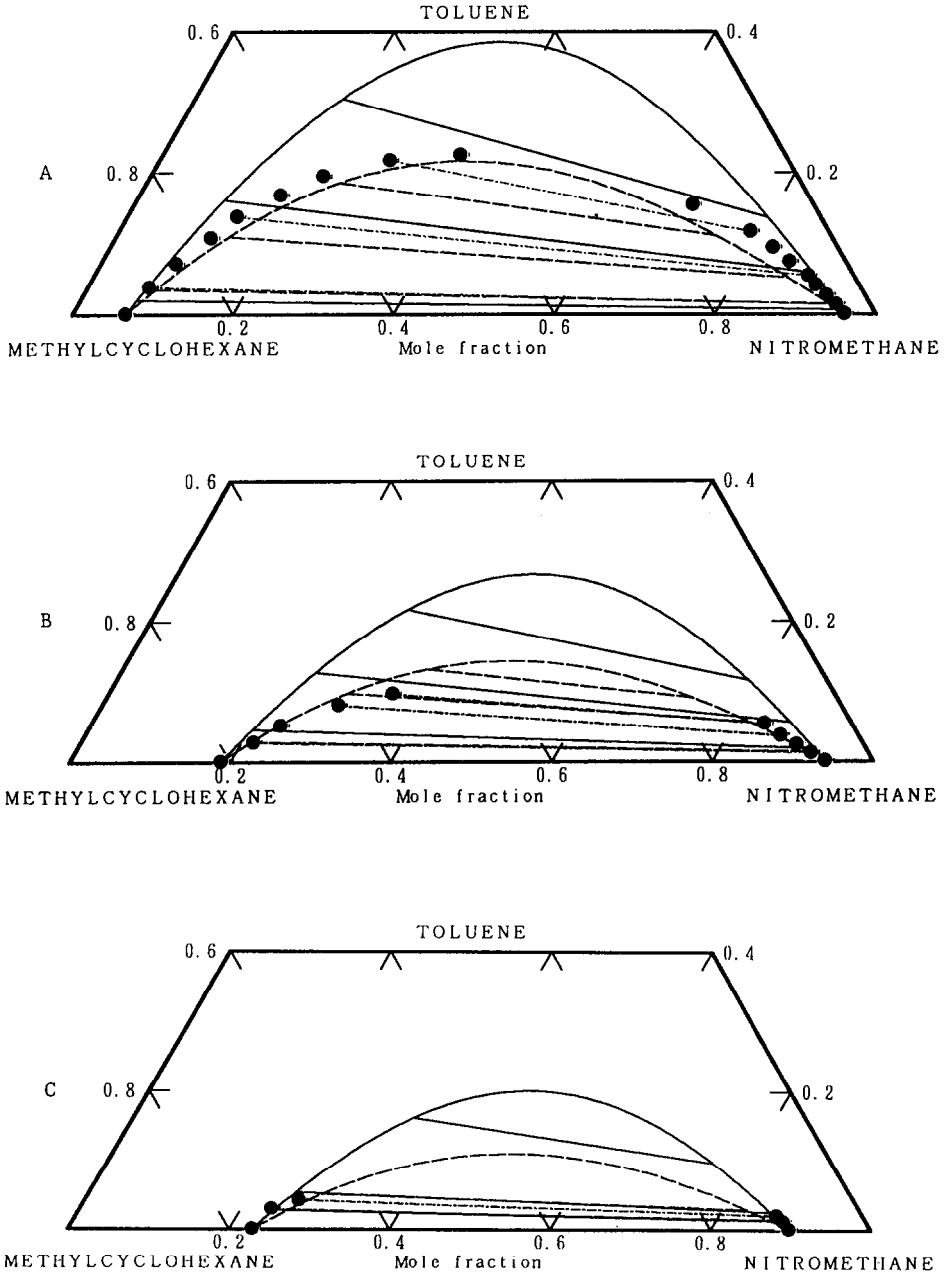 TOLUENE
0.6 0.4
A 0.8 0.2
0.2 0.4 0.6 0.8
METHYLCYCLOHEXANE Mole fraction NITROMETHANE
TOLUENE
0.6 0.4
B 0.8 0.2
0.2 0.4 0.6 0.8
METHYLCYCLOHEXANE Mole fraction NITROMETHANE
TOLUENE
0.6 0.4
C 0.8 0.2
0.2 0.4 0.6 0.8
METHYLCYCLOHEXANE Mole fraction NITROMETHANE